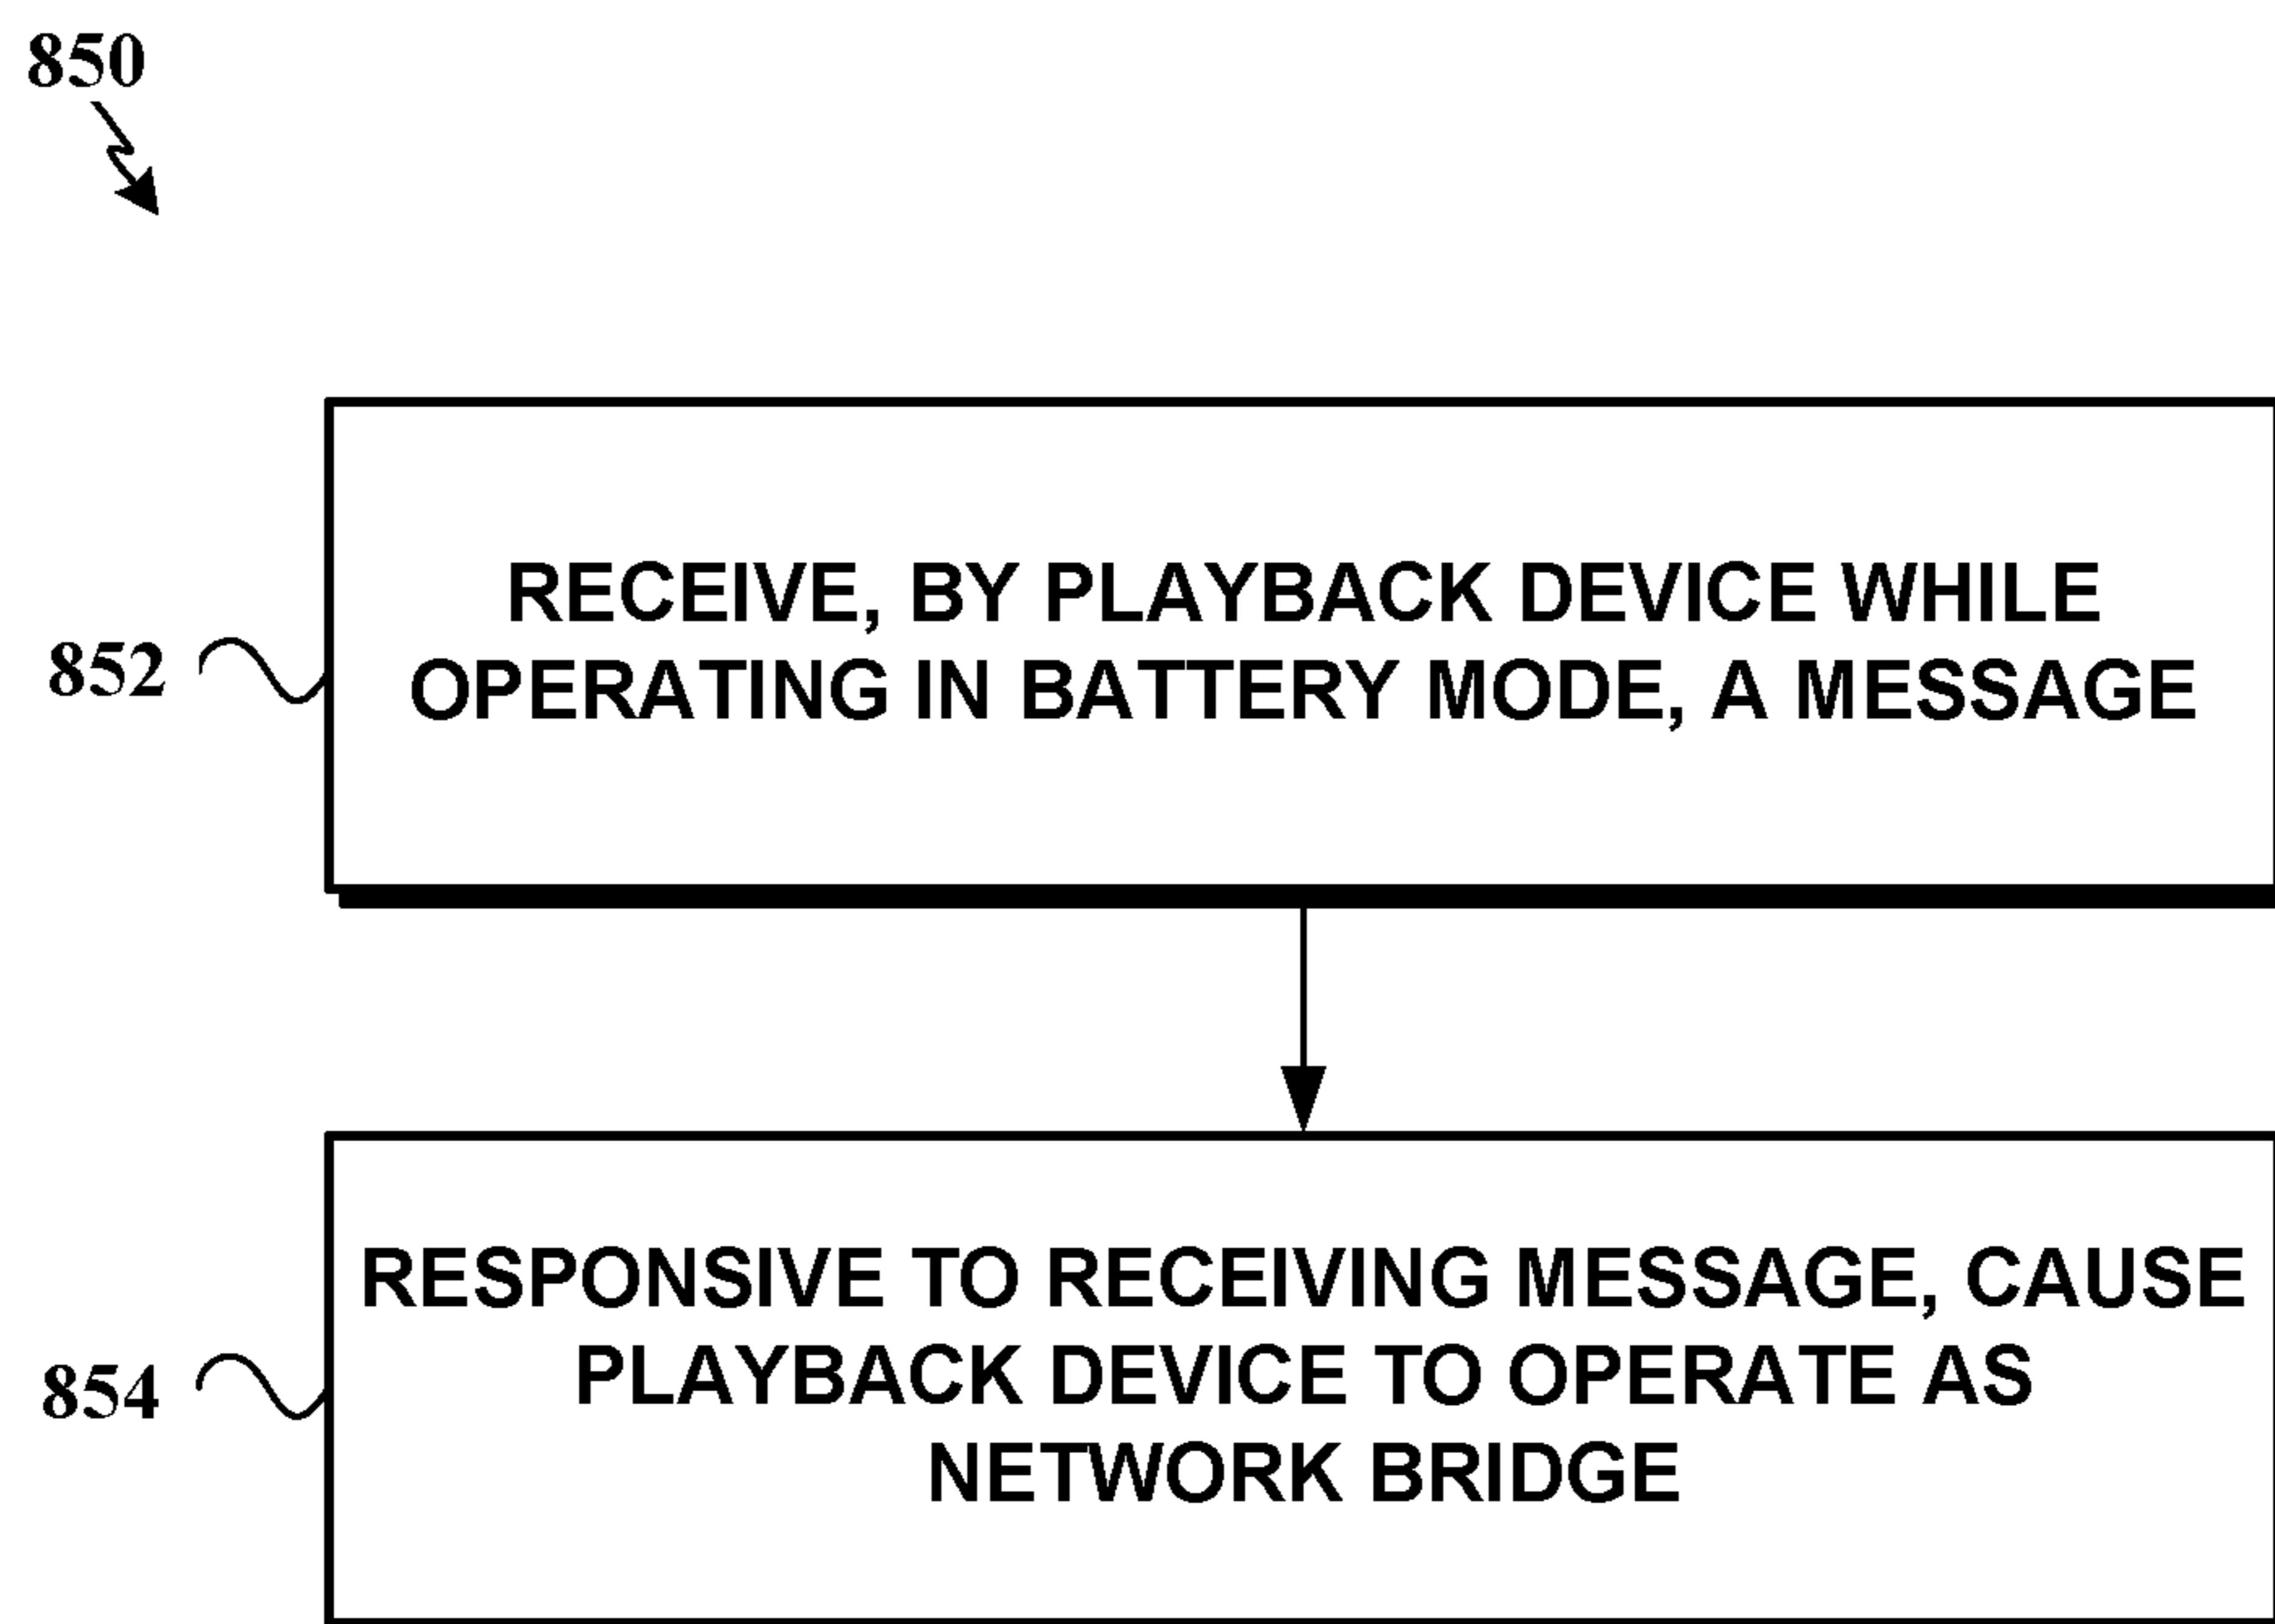 850
852
RECEIVE, BY PLAYBACK DEVICE WHILE
OPERATING IN BATTERY MODE, A MESSAGE
854
RESPONSIVE TO RECEIVING MESSAGE, CAUSE
PLAYBACK DEVICE TO OPERATE AS
NETWORK BRIDGE